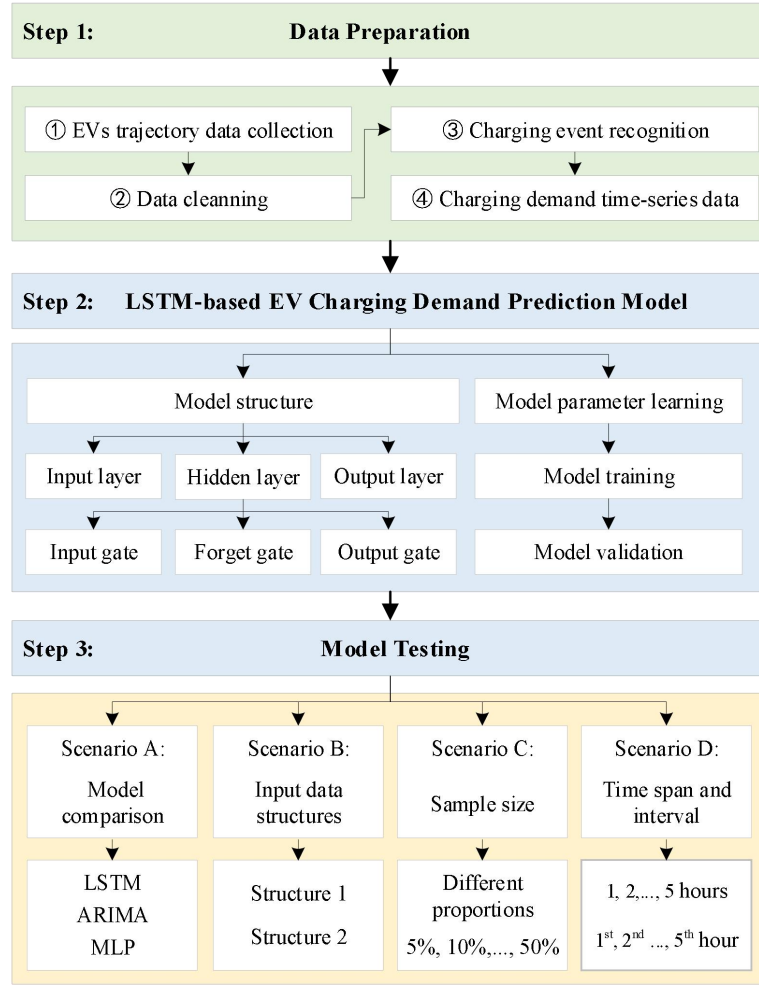 Step 1: Data Preparation
① EVs trajectory data collection
② Data cleanning
③ Charging event recognition
④ Charging demand time-series data
Step 2: LSTM-based EV Charging Demand Prediction Model
Model structure
Model parameter learning
Input layer
Hidden layer
Output layer
Model training
Input gate
Forget gate
Output gate
Model validation
Step 3: Model Testing
Scenario A:
Model
comparison
Scenario B:
Input data
structures
Scenario C:
Sample size
Scenario D:
Time span and
interval
LSTM
ARIMA
MLP
Structure 1
Structure 2
Different
proportions
5%, 10%,..., 50%
1, 2,..., 5 hours
1st, 2nd ..., 5th hour